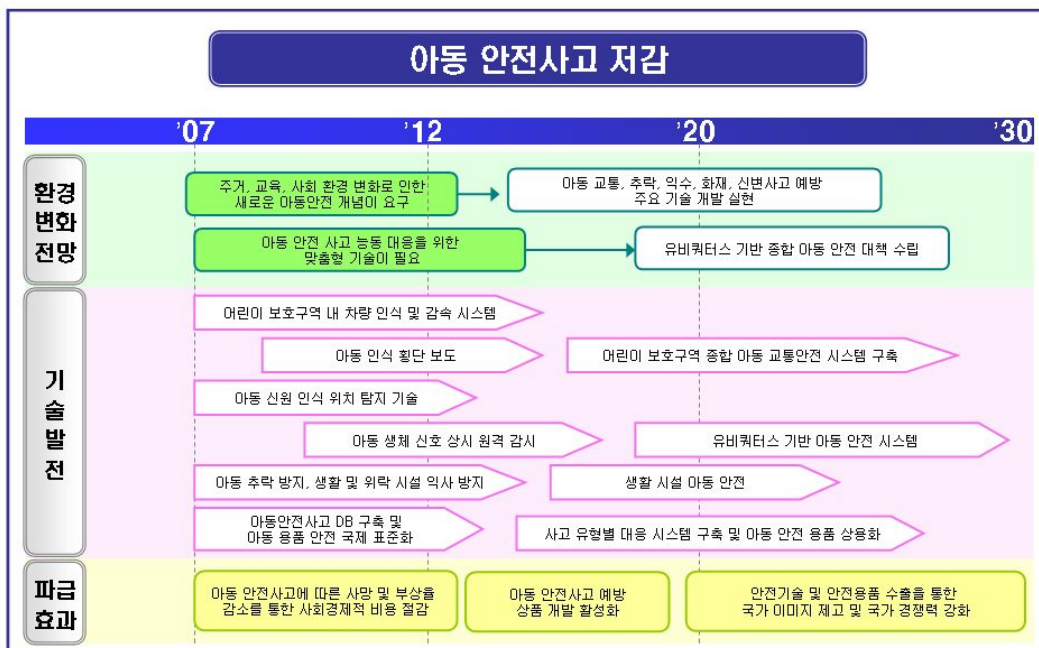 아동 안전사고 저감
'07
'12
'20
'30
환경
변화
전망
주거, 교육, 사회 환경 변화로 인한
새로운 아동안전 개념이 요구
아동 교통, 추락, 익수, 화재, 신변사고 예방
주요 기술 개발 실현
아동 안전 사고 능동 대응을 위한
맞춤형 기술이 필요
유비쿼터스 기반 종합 아동 안전 대책 수립
기
술
발
전
어린이 보호구역 내 차량 인식 및 감속 시스템
아동 인식 횡단 보도
어린이 보호구역 종합 아동 교통안전 시스템 구축
아동 신원 인식 위치 탐지 기술
아동 생체 신호 상시 원격 감시
유비쿼터스 기반 아동 안전 시스템
아동 추락 방지, 생활 및 위락 시설 익사 방지
생활 시설 아동 안전
아동안전사고 DB 구축 및
아동 용품 안전 국제 표준화
사고 유형별 대응 시스템 구축 및 아동 안전 용품 상용화
파급
효과
아동 안전사고에 따른 사망 및 부상율
감소를 통한 사회경제적 비용 절감
아동 안전사고 예방
상품 개발 활성화
안전기술 및 안전용품 수출을 통한
국가 이미지 제고 및 국가 경쟁력 강화